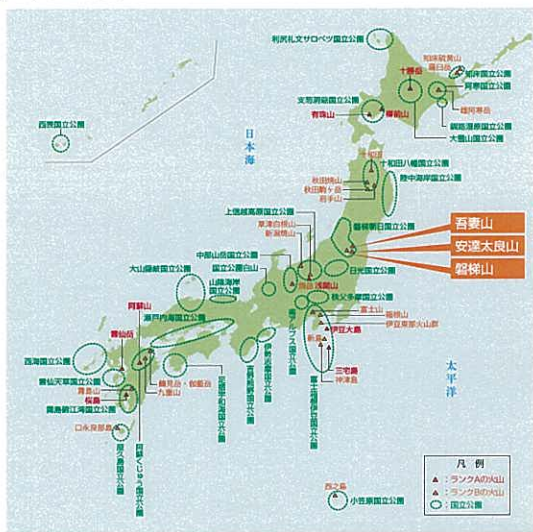 利尻礼文サロベツ国立公園
知床硫黄山
羅臼岳
知床国立公園
十勝岳
阿寒国立公園
雌阿寒岳
支笏洞爺国立公園
有珠山
樽前山
釧路湿原国立公園
大雪山国立公園
西表国立公園
日本海
十和田
十和田八幡国立公園
秋田焼山
秋田駒ヶ岳
岩手山
陸中海岸国立公園
上信越高原国立公園
草津白根山
新潟焼山
磐梯朝日国立公園
吾妻山
安達太良山
磐梯山
中部山岳国立公園
国立公園白山
大山隠岐国立公園
山陰海岸
国立公園
焼岳
浅間山
日光国立公園
秩父多摩国立公園
富士山
箱根山
伊豆東部火山群
伊豆大島
新島
三宅島
神津島
南アルプス国立公園
富士箱根伊豆国立公園
伊勢志摩国立公園
吉野熊野国立公園
瀬戸内海国立公園
足摺宇和海国立公園
阿蘇山
雲仙岳
西海国立公園
雲仙天草国立公園
霧島山
桜島
霧島錦江湾国立公園
鶴見岳・伽藍岳
九重山
口永良部島
屋久島国立公園
阿蘇くじゅう国立公園
太平洋
西之島
小笠原国立公園
凡例
:ランクAの火山
:ランクBの火山
:国立公園